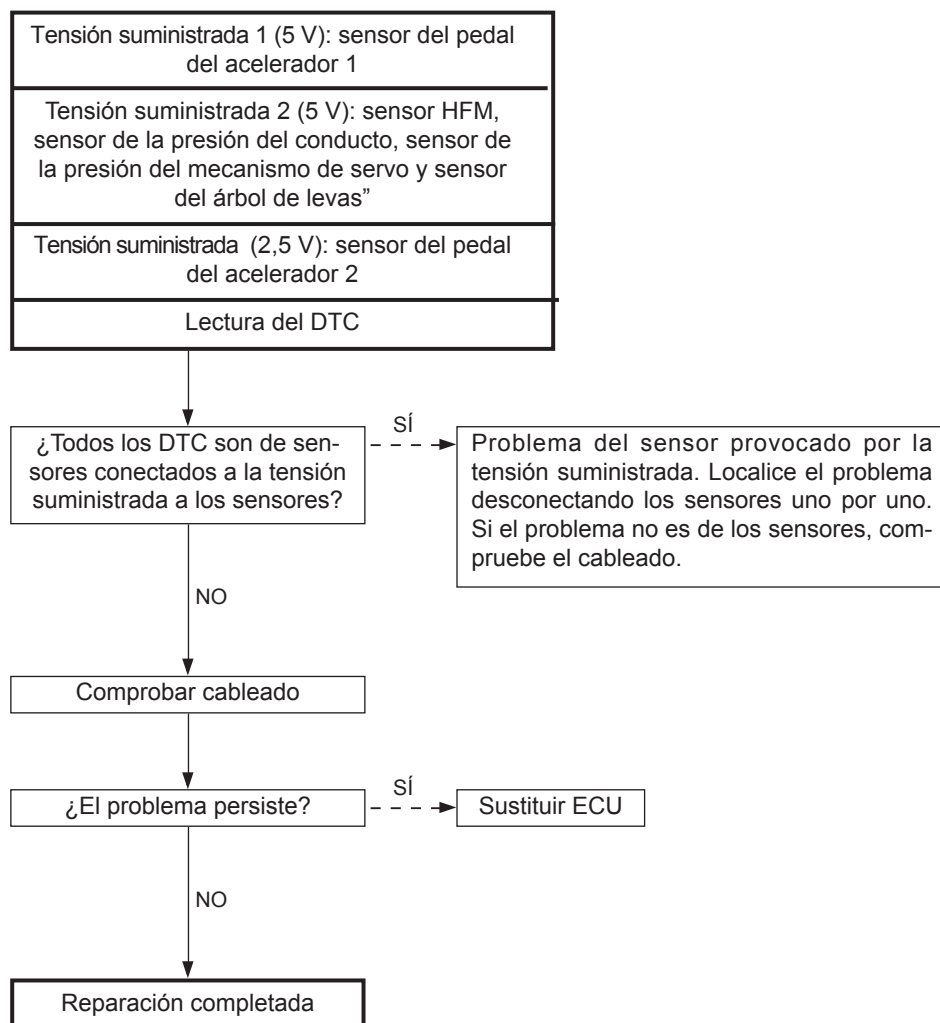 Tensión suministrada 1 (5 V): sensor del pedal
del acelerador 1
Tensión suministrada 2 (5 V): sensor HFM,
sensor de la presión del conducto, sensor de
la presión del mecanismo de servo y sensor
del árbol de levas”
Tensión suministrada (2,5 V): sensor del pedal
del acelerador 2
Lectura del DTC
¿Todos los DTC son de sen-
sores conectados a la tensión
suministrada a los sensores?
SÍ
Problema del sensor provocado por la
tensión suministrada. Localice el problema
desconectando los sensores uno por uno.
Si el problema no es de los sensores, com-
pruebe el cableado.
NO
Comprobar cableado
¿El problema persiste?
SÍ
Sustituir ECU
NO
Reparación completada